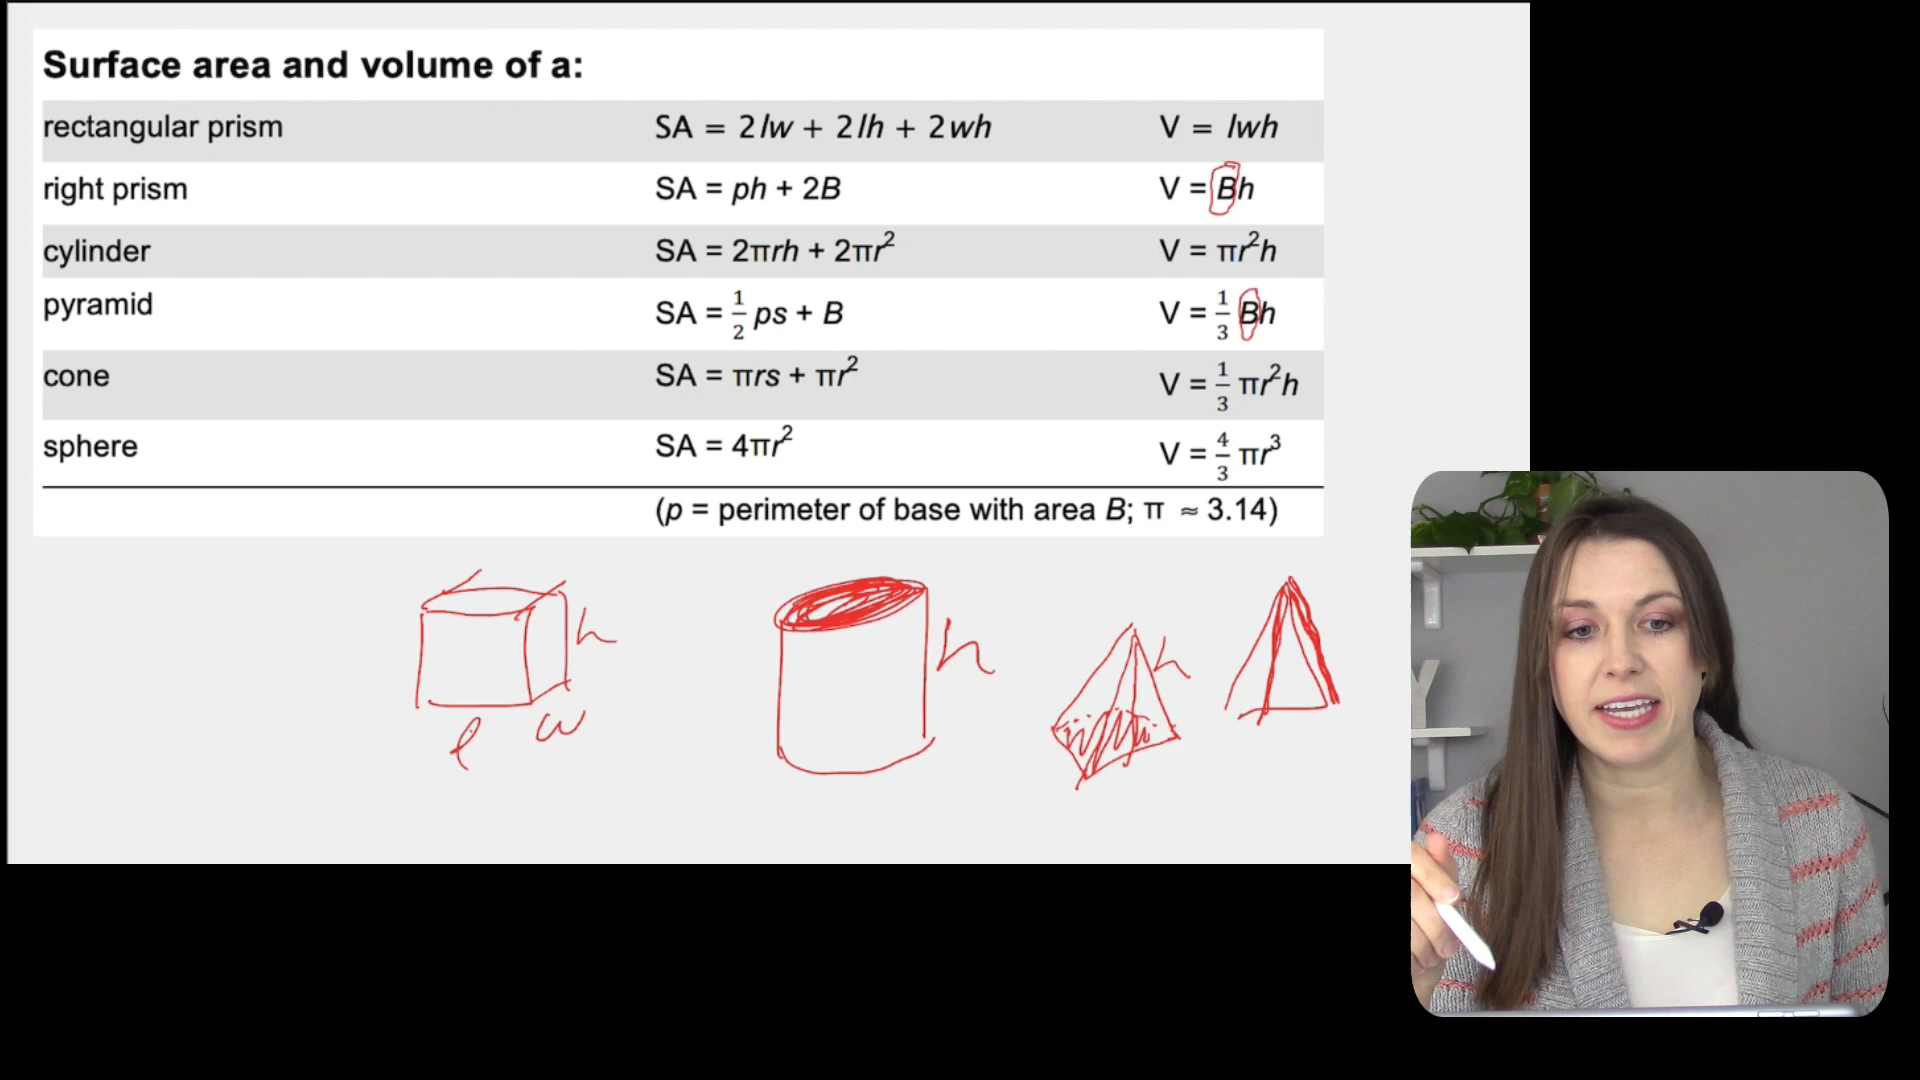 Surface area and volume of a:
rectangular prism SA = 2lw + 2lh + 2wh V = lwh
right prism SA = ph + 2B V = Bh
cylinder SA = 2πrh + 2πr² V = πr²h
pyramid SA = 1/2 ps + B V = 1/3 Bh
cone SA = πrs + πr² V = 1/3 πr²h
sphere SA = 4πr² V = 4/3 πr³
(p = perimeter of base with area B; π ≈ 3.14)
h h h
l w
Y